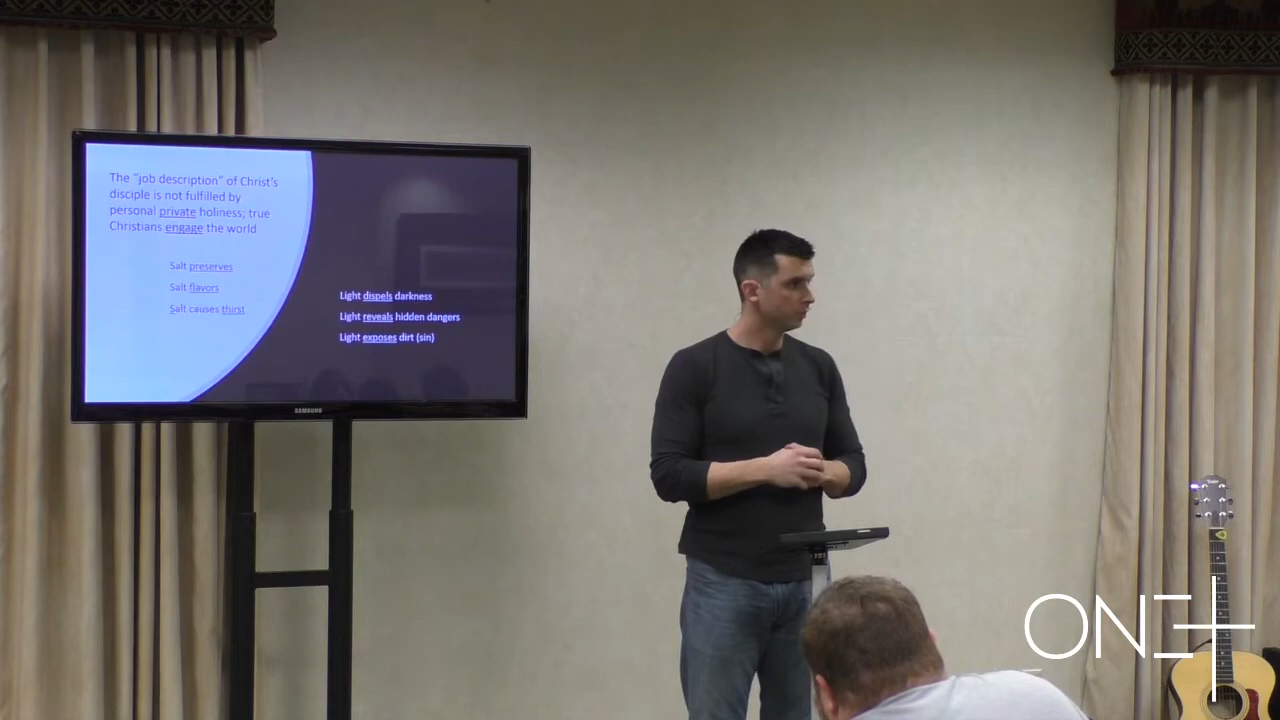 The "job description" of Christ's
disciple is not fulfilled by
personal private holiness; true
Christians engage the world
Salt preserves
Salt flavors
Salt causes thirst
Light dispels darkness
Light reveals hidden dangers
Light exposes dirt (sin)
SAMSUNG
Taylor
ONE